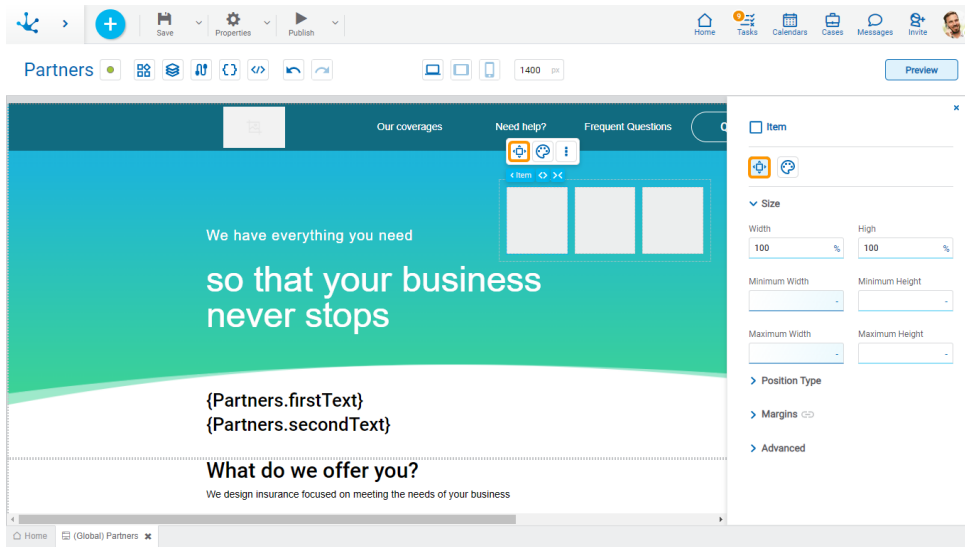 Save
Properties
Publish
Home
9
Tasks
Calendars
Cases
Messages
Invite
Partners
1400 px
Preview
Our coverages
Need help?
Frequent Questions
Item
We have everything you need
so that your business
never stops
{Partners.firstText}
{Partners.secondText}
What do we offer you?
We design insurance focused on meeting the needs of your business
Item
Size
Width
High
100 %
100 %
Minimum Width
Minimum Height
-
-
Maximum Width
Maximum Height
-
-
Position Type
Margins
Advanced
Home
(Global) Partners